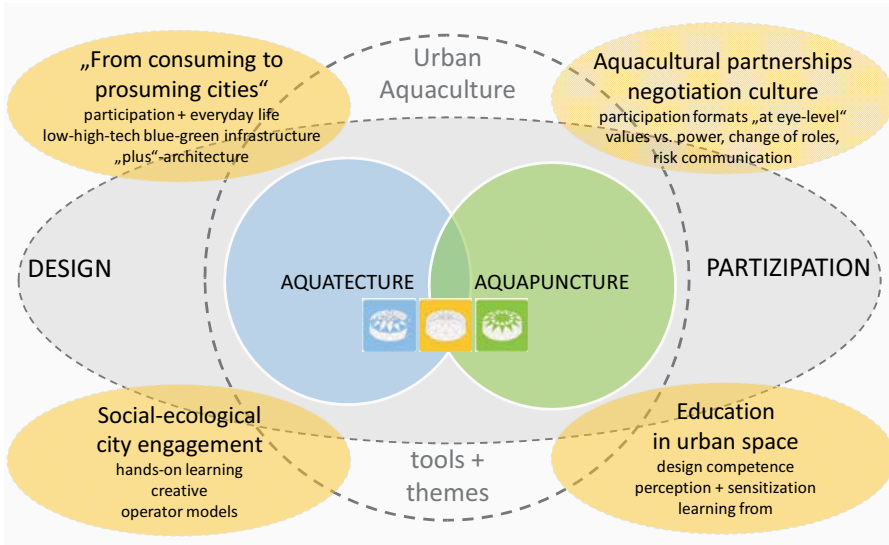 „From consuming to
prosuming cities“
participation + everyday life
low-high-tech blue-green infrastructure
„plus“-architecture
Urban
Aquaculture
Aquacultural partnerships
negotiation culture
participation formats „at eye-level“
values vs. power, change of roles,
risk communication
DESIGN
AQUATECTURE
AQUAPUNCTURE
PARTIZIPATION
Social-ecological
city engagement
hands-on learning
creative
operator models
tools +
themes
Education
in urban space
design competence
perception + sensitization
learning from